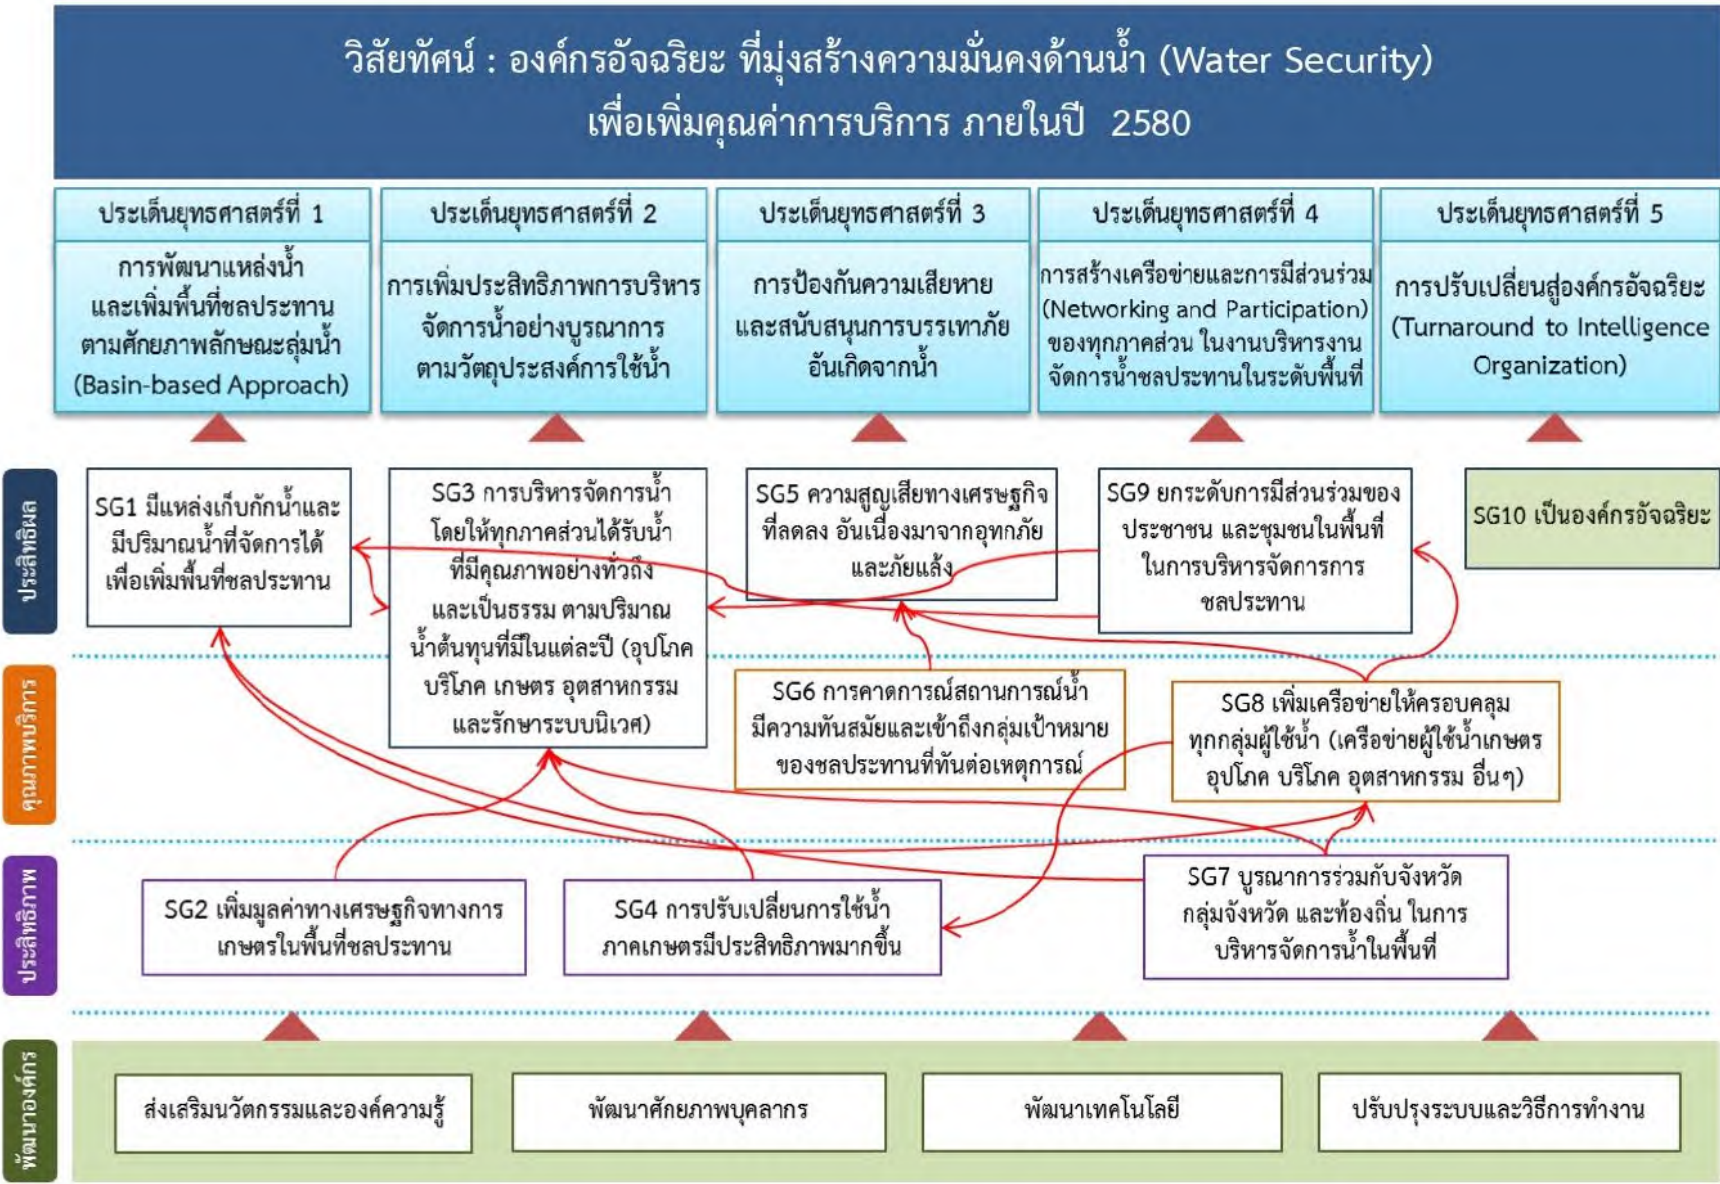 วิสัยทัศน์ : องค์กรอัจฉริยะ ที่มุ่งสร้างความมั่นคงด้านน้ำ (Water Security)
เพื่อเพิ่มคุณค่าการบริการ ภายในปี 2580
ประเด็นยุทธศาสตร์ที่ 1
การพัฒนาแหล่งน้ำ
และเพิ่มพื้นที่ชลประทาน
ตามศักยภาพลักษณะลุ่มน้ำ
(Basin-based Approach)
ประเด็นยุทธศาสตร์ที่ 2
การเพิ่มประสิทธิภาพการบริหาร
จัดการน้ำอย่างบูรณาการ
ตามวัตถุประสงค์การใช้น้ำ
ประเด็นยุทธศาสตร์ที่ 3
การป้องกันความเสียหาย
และสนับสนุนการบรรเทาภัย
อันเกิดจากน้ำ
ประเด็นยุทธศาสตร์ที่ 4
การสร้างเครือข่ายและการมีส่วนร่วม
(Networking and Participation)
ของทุกภาคส่วน ในงานบริหารงาน
จัดการน้ำชลประทานในระดับพื้นที่
ประเด็นยุทธศาสตร์ที่ 5
การปรับเปลี่ยนสู่องค์กรอัจฉริยะ
(Turnaround to Intelligence
Organization)
ประสิทธิผล
SG1 มีแหล่งเก็บกักน้ำและ
มีปริมาณน้ำที่จัดการได้
เพื่อเพิ่มพื้นที่ชลประทาน
SG3 การบริหารจัดการน้ำ
โดยให้ทุกภาคส่วนได้รับน้ำ
ที่มีคุณภาพอย่างทั่วถึง
และเป็นธรรม ตามปริมาณ
น้ำต้นทุนที่มีในแต่ละปี (อุปโภค
บริโภค เกษตร อุตสาหกรรม
และรักษาระบบนิเวศ)
SG5 ความสูญเสียทางเศรษฐกิจ
ที่ลดลง อันเนื่องมาจากอุทกภัย
และภัยแล้ง
SG9 ยกระดับการมีส่วนร่วมของ
ประชาชน และชุมชนในพื้นที่
ในการบริหารจัดการการ
ชลประทาน
SG10 เป็นองค์กรอัจฉริยะ
คุณภาพบริการ
SG6 การคาดการณ์สถานการณ์น้ำ
มีความทันสมัยและเข้าถึงกลุ่มเป้าหมาย
ของชลประทานที่ทันต่อเหตุการณ์
SG8 เพิ่มเครือข่ายให้ครอบคลุม
ทุกกลุ่มผู้ใช้น้ำ (เครือข่ายผู้ใช้น้ำเกษตร
อุปโภค บริโภค อุตสาหกรรม อื่นๆ)
ประสิทธิภาพ
SG2 เพิ่มมูลค่าทางเศรษฐกิจทางการ
เกษตรในพื้นที่ชลประทาน
SG4 การปรับเปลี่ยนการใช้น้ำ
ภาคเกษตรมีประสิทธิภาพมากขึ้น
SG7 บูรณาการร่วมกับจังหวัด
กลุ่มจังหวัด และท้องถิ่น ในการ
บริหารจัดการน้ำในพื้นที่
พัฒนาองค์กร
ส่งเสริมนวัตกรรมและองค์ความรู้
พัฒนาศักยภาพบุคลากร
พัฒนาเทคโนโลยี
ปรับปรุงระบบและวิธีการทำงาน